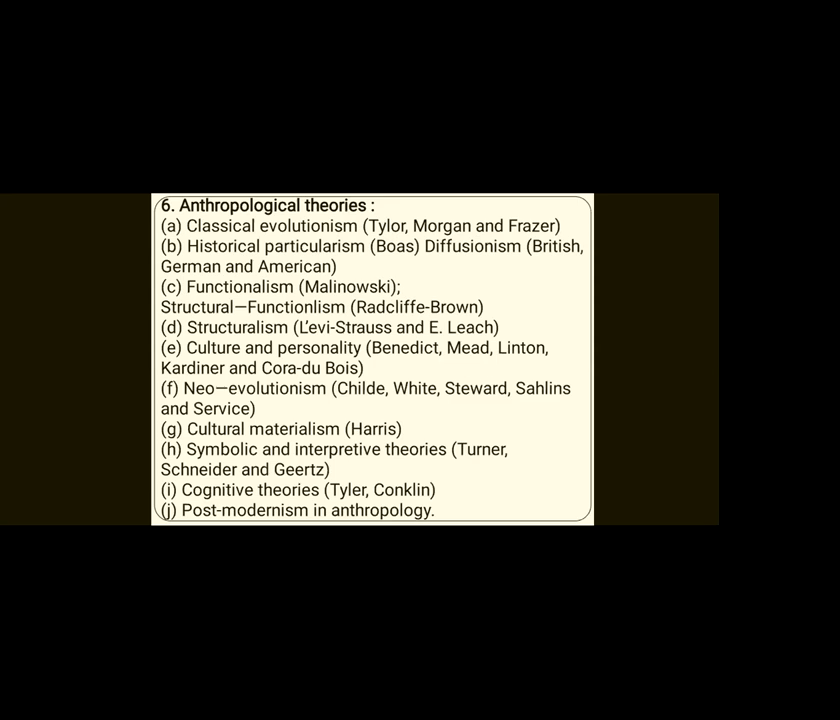 6. Anthropological theories :
(a) Classical evolutionism (Tylor, Morgan and Frazer)
(b) Historical particularism (Boas) Diffusionism (British,
German and American)
(c) Functionalism (Malinowski);
Structural—Functionlism (Radcliffe-Brown)
(d) Structuralism (L'evi-Strauss and E. Leach)
(e) Culture and personality (Benedict, Mead, Linton,
Kardiner and Cora-du Bois)
(f) Neo—evolutionism (Childe, White, Steward, Sahlins
and Service)
(g) Cultural materialism (Harris)
(h) Symbolic and interpretive theories (Turner,
Schneider and Geertz)
(i) Cognitive theories (Tyler, Conklin)
(j) Post-modernism in anthropology.